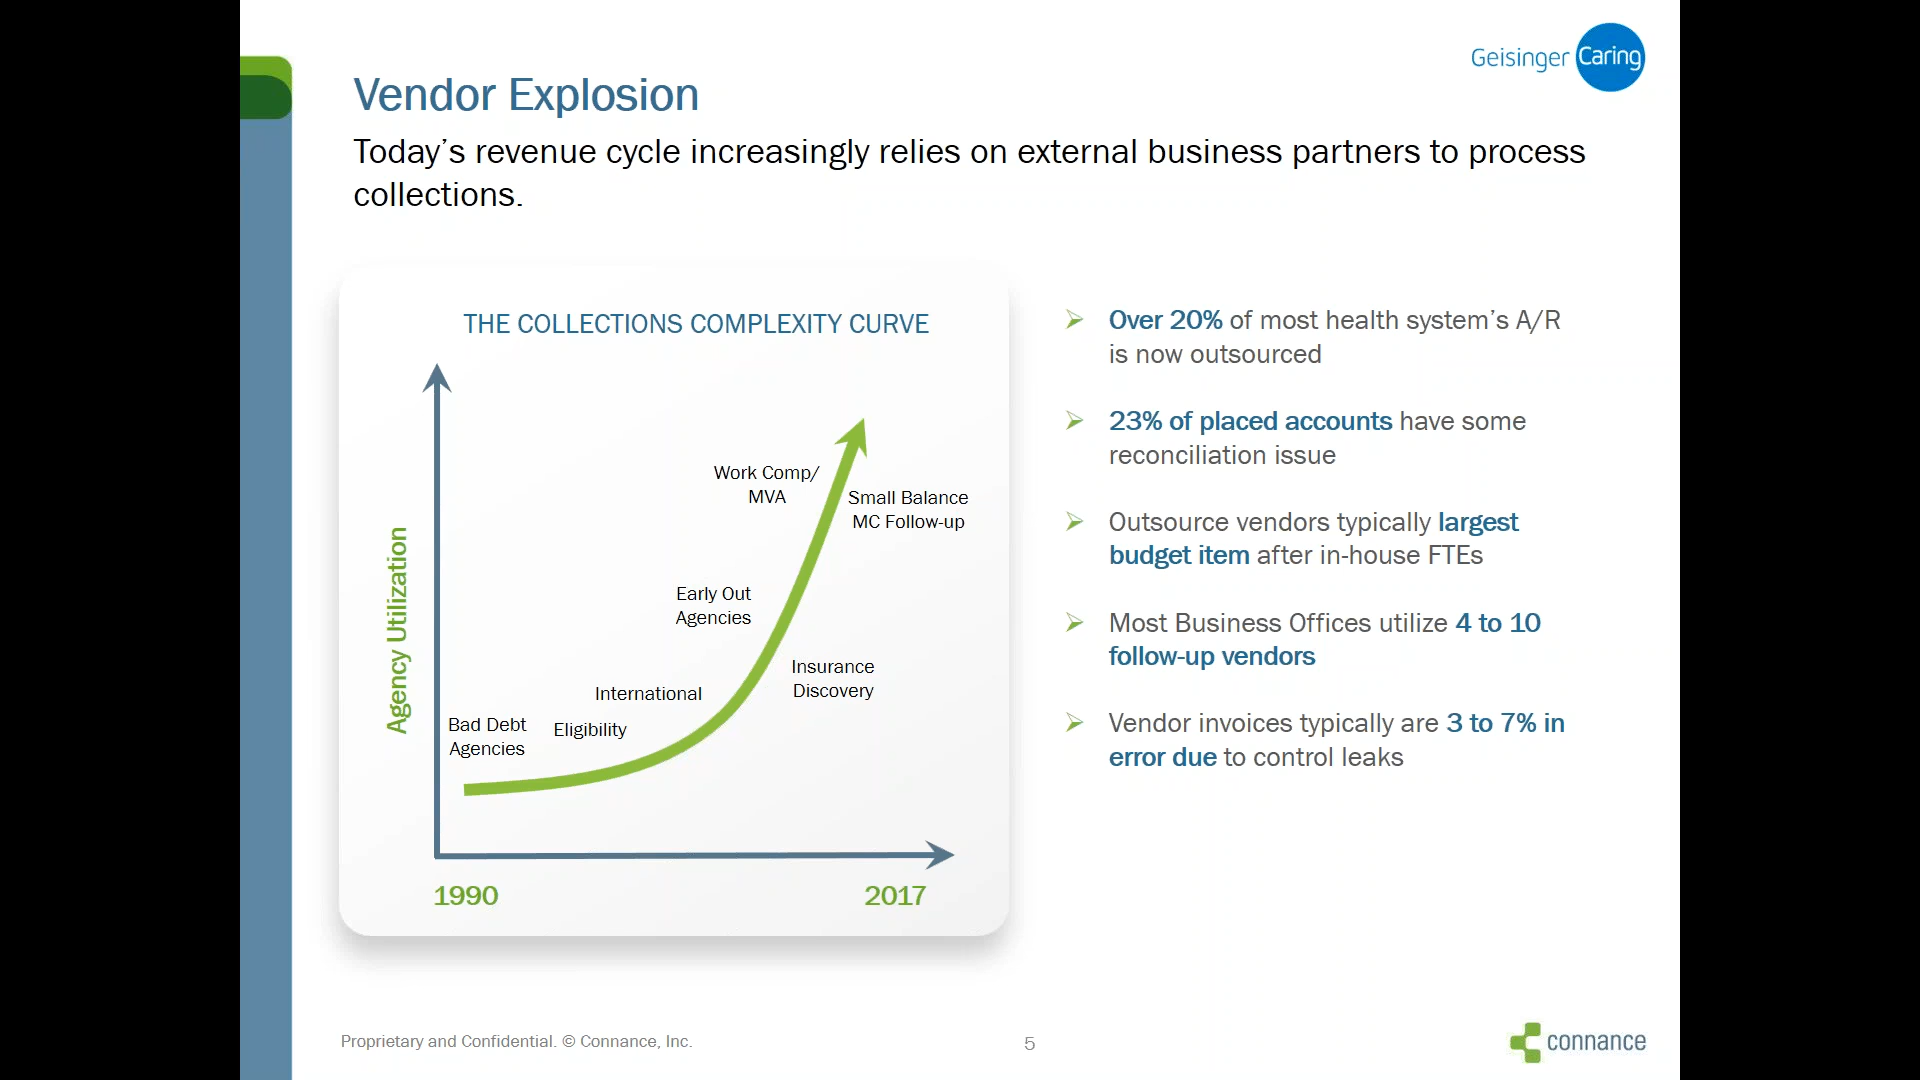 Geisinger Caring
Vendor Explosion
Today's revenue cycle increasingly relies on external business partners to process
collections.
THE COLLECTIONS COMPLEXITY CURVE
Agency Utilization
Work Comp/
MVA
Small Balance
MC Follow-up
Early Out
Agencies
Insurance
Discovery
International
Eligibility
Bad Debt
Agencies
1990
2017
Over 20% of most health system's A/R
is now outsourced
23% of placed accounts have some
reconciliation issue
Outsource vendors typically largest
budget item after in-house FTEs
Most Business Offices utilize 4 to 10
follow-up vendors
Vendor invoices typically are 3 to 7% in
error due to control leaks
Proprietary and Confidential. © Connance, Inc.
5
connance